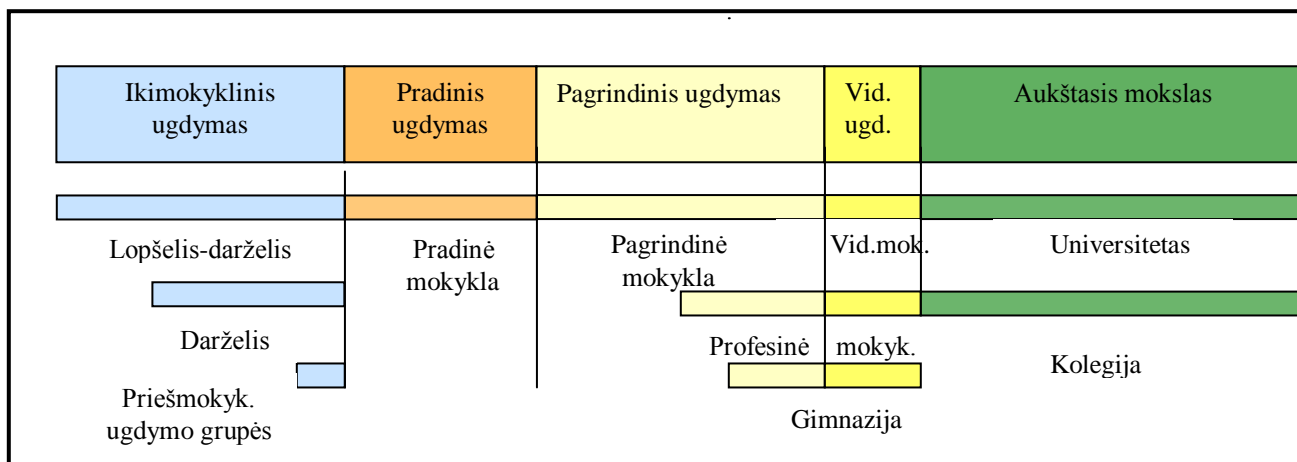 Ikimokyklinis
ugdymas
Pradinis
ugdymas
Pagrindinis ugdymas
Vid.
ugd.
Aukštasis mokslas
Lopšelis-darželis
Pradinė
mokykla
Pagrindinė
mokykla
Vid.mok.
Universitetas
Darželis
Profesinė mokyk.
Kolegija
Priešmokyk.
ugdymo grupės
Gimnazija